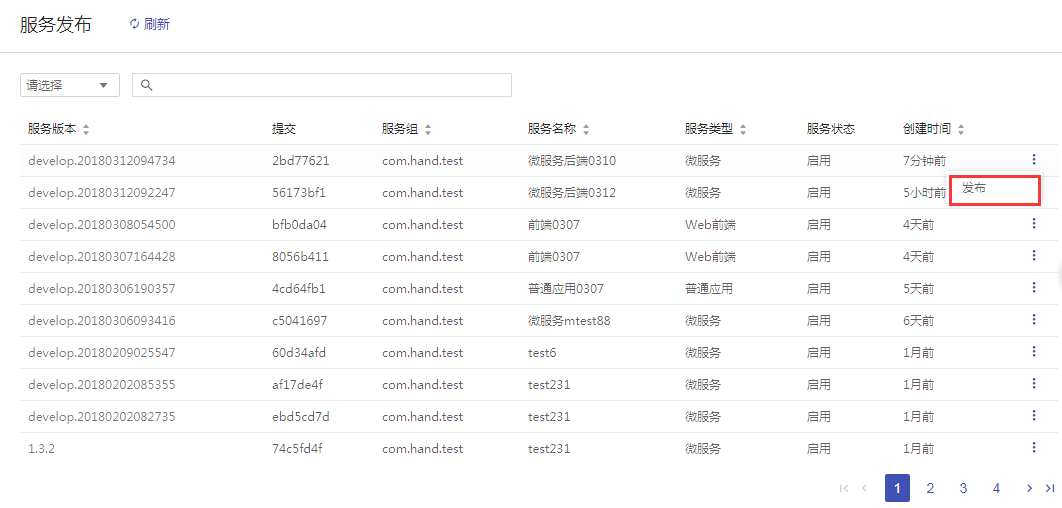 服务发布 刷新
请选择
服务版本 提交 服务组 服务名称 服务类型 服务状态 创建时间
develop.20180312094734 2bd77621 com.hand.test 微服务后端0310 微服务 启用 7分钟前
develop.20180312092247 56173bf1 com.hand.test 微服务后端0312 微服务 启用 5小时前 发布
develop.20180308054500 bfb0da04 com.hand.test 前端0307 Web前端 启用 4天前
develop.20180307164428 8056b411 com.hand.test 前端0307 Web前端 启用 4天前
develop.20180306190357 4cd64fb1 com.hand.test 普通应用0307 普通应用 启用 5天前
develop.20180306093416 c5041697 com.hand.test 微服务mtest88 微服务 启用 6天前
develop.20180209025547 60d34afd com.hand.test test6 微服务 启用 1月前
develop.20180202085355 af17de4f com.hand.test test231 微服务 启用 1月前
develop.20180202082735 ebd5cd7d com.hand.test test231 微服务 启用 1月前
1.3.2 74c5fd4f com.hand.test test231 微服务 启用 1月前
1 2 3 4